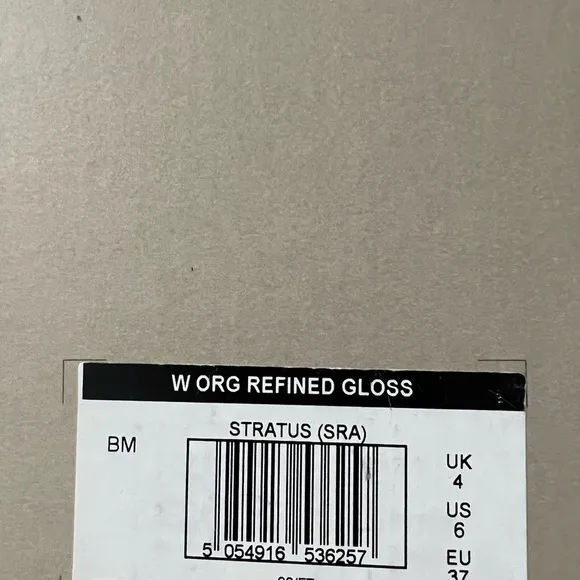 W ORG REFINED GLOSS
STRATUS (SRA)
BM
UK
4
US
6
5 054916 536257
EU
37